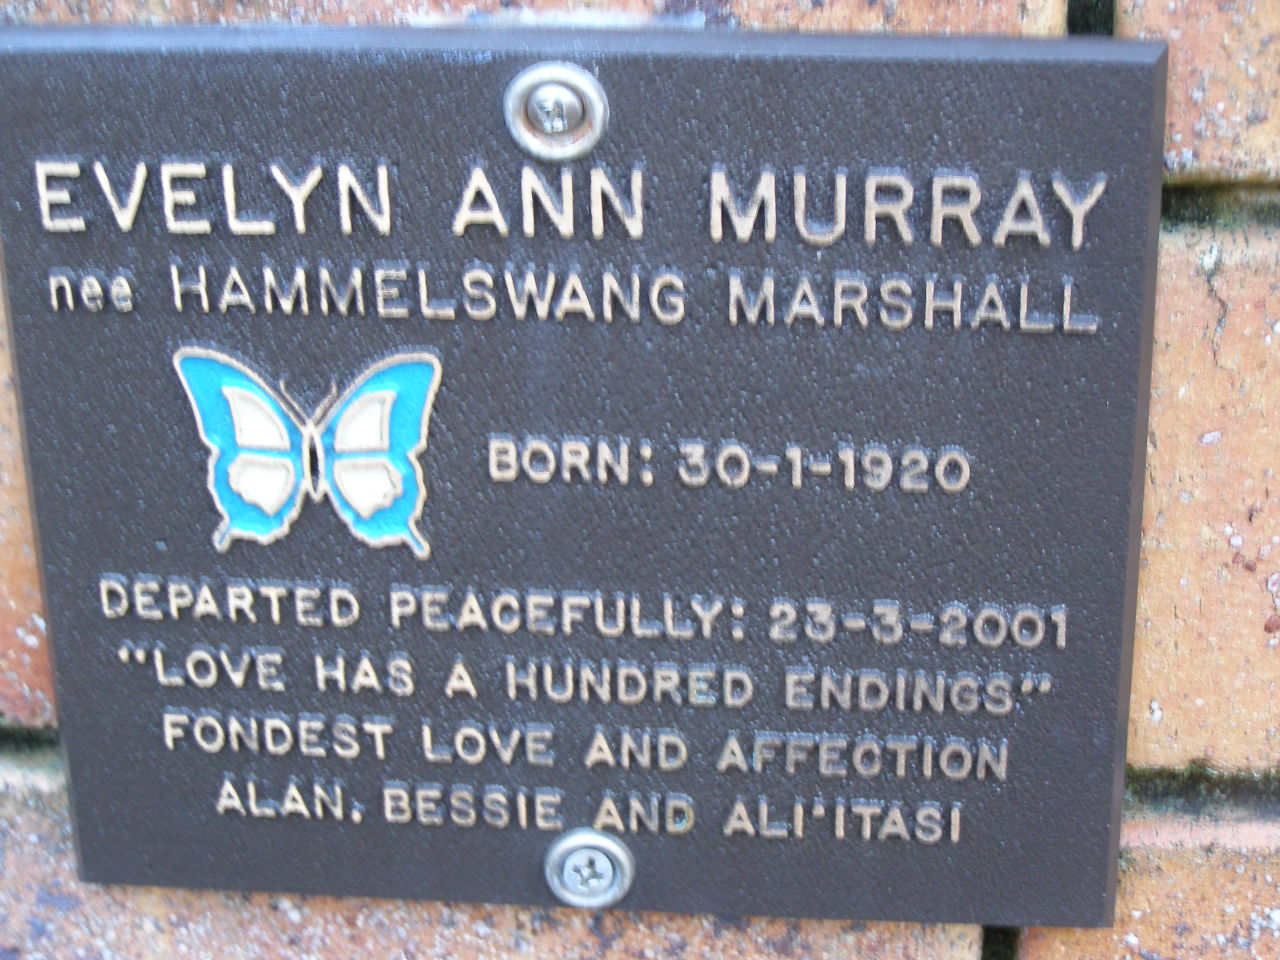 EVELYN ANN MURRAY
nee HAMMELSWANG MARSHALL
BORN: 30-1-1920
DEPARTED PEACEFULLY: 23-3-2001
"LOVE HAS A HUNDRED ENDINGS"
FONDEST LOVE AND AFFECTION
ALAN, BESSIE AND ALI'ITASI